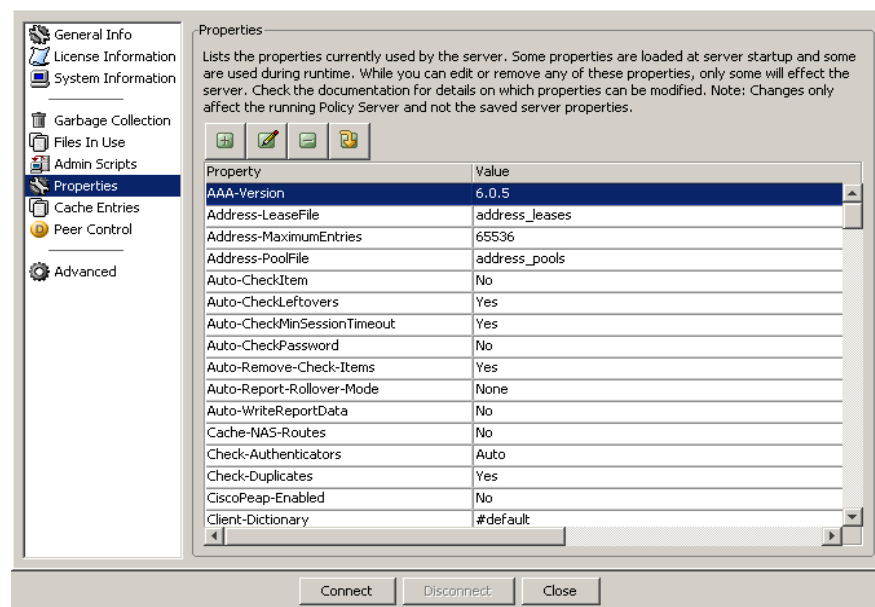 General Info
License Information
System Information
Garbage Collection
Files In Use
Admin Scripts
Properties
Cache Entries
Peer Control
Advanced
Properties
Lists the properties currently used by the server. Some properties are loaded at server startup and some
are used during runtime. While you can edit or remove any of these properties, only some will effect the
server. Check the documentation for details on which properties can be modified. Note: Changes only
affect the running Policy Server and not the saved server properties.
Property Value
AAA-Version 6.0.5
Address-LeaseFile address_leases
Address-MaximumEntries 65536
Address-PoolFile address_pools
Auto-CheckItem No
Auto-CheckLeftovers Yes
Auto-CheckMinSessionTimeout Yes
Auto-CheckPassword No
Auto-Remove-Check-Items Yes
Auto-Report-Rollover-Mode None
Auto-WriteReportData No
Cache-NAS-Routes No
Check-Authenticators Auto
Check-Duplicates Yes
CiscoPeap-Enabled No
Client-Dictionary #default
Connect Disconnect Close